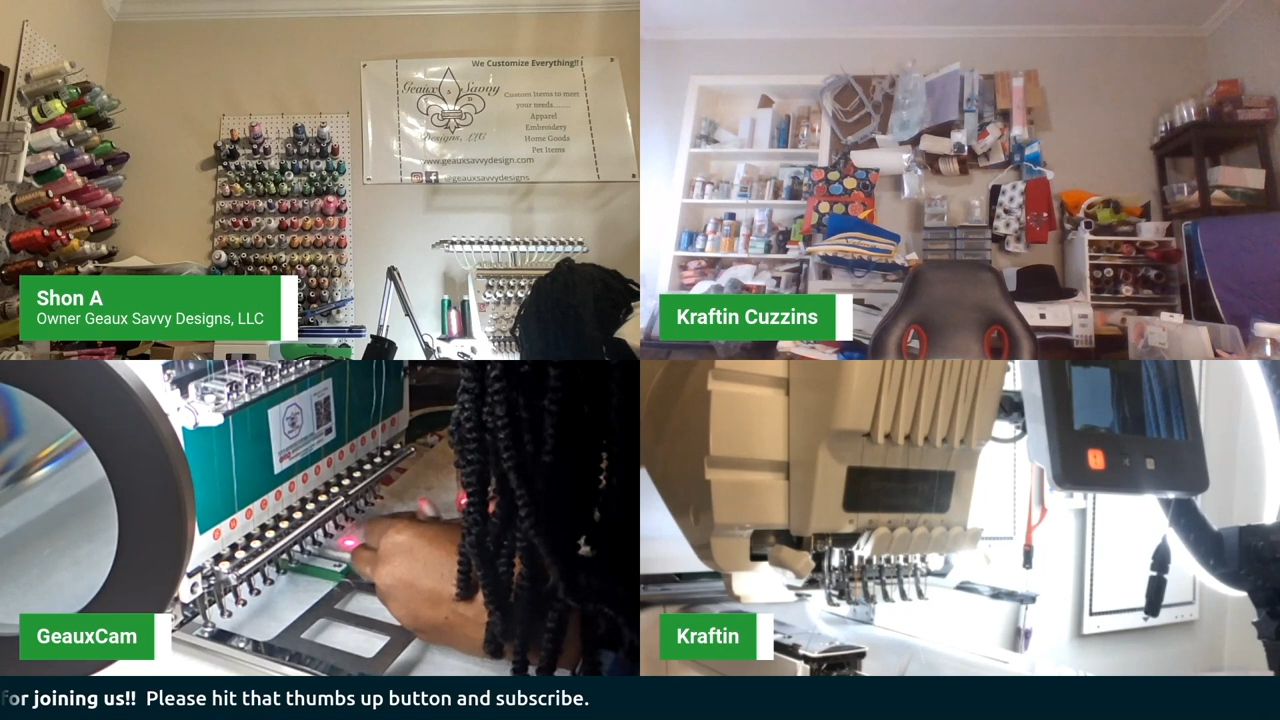 We Customize Everything!!
Geaux Savvy
Designs, LLC
Custom Items to meet
your needs.........
Apparel
Embroidery
Home Goods
Pet Items
www.geauxsavvydesign.com
@geauxsavvydesigns
Shon A
Owner Geaux Savvy Designs, LLC
Kraftin Cuzzins
GeauxCam
Kraftin
for joining us!! Please hit that thumbs up button and subscribe.